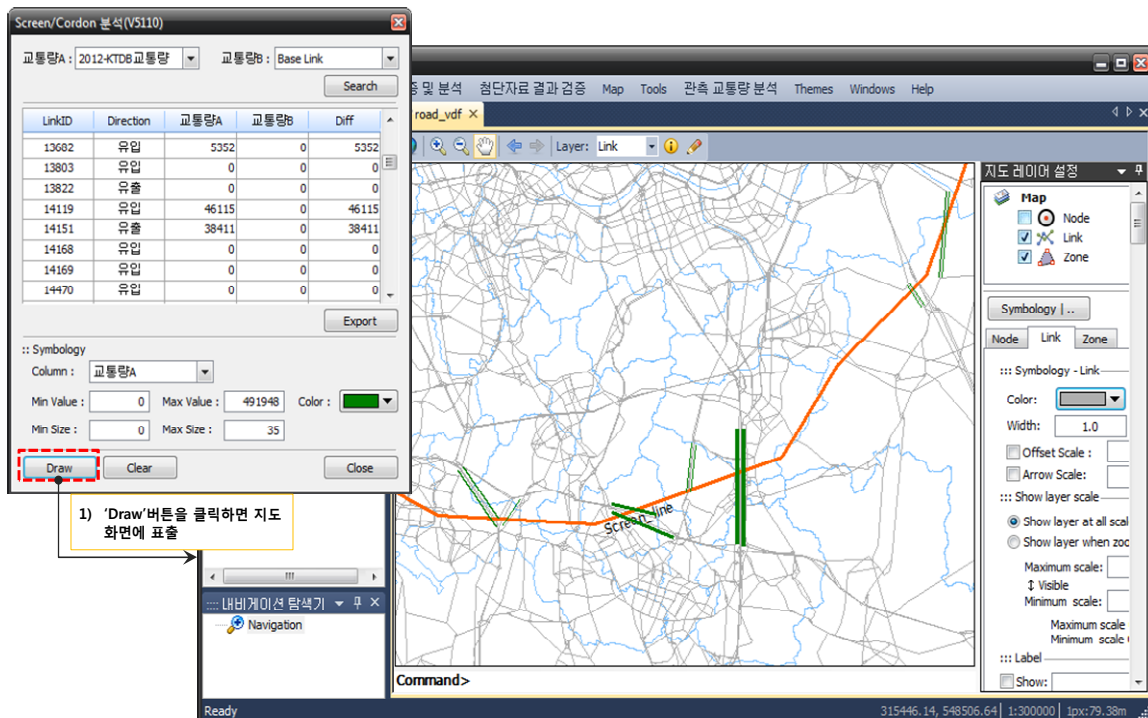 Screen/Cordon 분석(V5110)
교통량A : 2012-KTDB교통량 교통량B : Base Link
Search
LinkID Direction 교통량A 교통량B Diff
13682 유입 5352 0 5352
13803 유입 0 0 0
13822 유출 0 0 0
14119 유입 46115 0 46115
14151 유출 38411 0 38411
14168 유입 0 0 0
14169 유입 0 0 0
14470 유입 0 0 0
Export
:: Symbology
Column : 교통량A
Min Value : 0 Max Value : 491948 Color :
Min Size : 0 Max Size : 35
Draw Clear Close
1) ‘Draw’버튼을 클릭하면 지도
화면에 표출
및 분석 첨단자료 결과 검증 Map Tools 관측 교통량 분석 Themes Windows Help
road_vdf
Layer: Link
Screen_line
Command>
:::: 내비게이션 탐색기
Navigation
지도 레이어 설정
Map
Node
Link
Zone
Symbology | ..
Node Link Zone
::: Symbology - Link
Color:
Width: 1.0
Offset Scale :
Arrow Scale:
::: Show layer scale
Show layer at all scal
Show layer when zoo
Maximum scale:
↕ Visible
Minimum scale:
Maximum scale
Minimum scale
::: Label
Show:
Ready 315446.14, 548506.64 1:300000 1px:79.38m